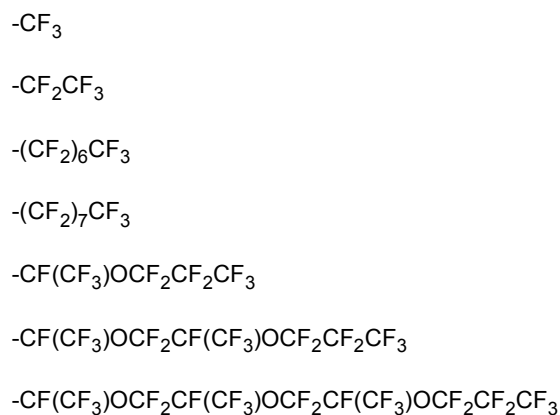 -CF₃
-CF₂CF₃
-(CF₂)₆CF₃
-(CF₂)₇CF₃
-CF(CF₃)OCF₂CF₂CF₃
-CF(CF₃)OCF₂CF(CF₃)OCF₂CF₂CF₃
-CF(CF₃)OCF₂CF(CF₃)OCF₂CF(CF₃)OCF₂CF₂CF₃